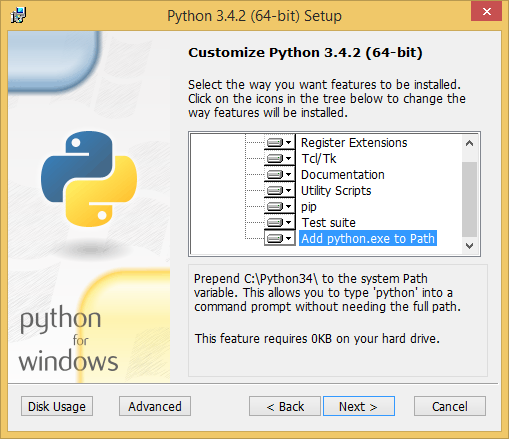 Python 3.4.2 (64-bit) Setup
Customize Python 3.4.2 (64-bit)
Select the way you want features to be installed.
Click on the icons in the tree below to change the
way features will be installed.
Register Extensions
Tcl/Tk
Documentation
Utility Scripts
pip
Test suite
Add python.exe to Path
Prepend C:\Python34\ to the system Path
variable. This allows you to type 'python' into a
command prompt without needing the full path.
This feature requires 0KB on your hard drive.
python
for
windows
Disk Usage
Advanced
< Back
Next >
Cancel